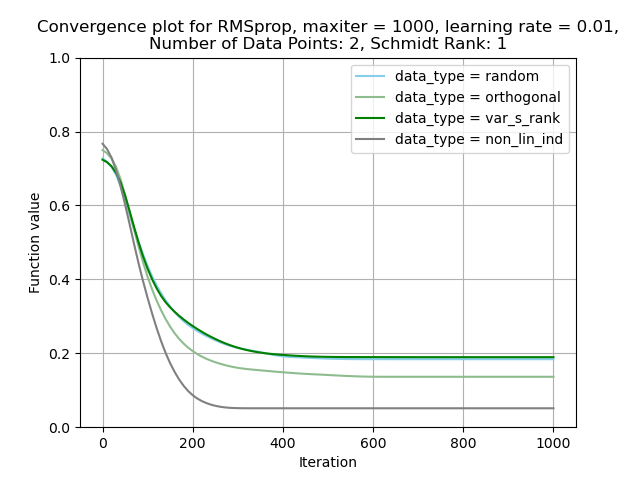 Convergence plot for RMSprop, maxiter = 1000, learning rate = 0.01,
Number of Data Points: 2, Schmidt Rank: 1
data_type = random
data_type = orthogonal
data_type = var_s_rank
data_type = non_lin_ind
Function value
1.0
0.8
0.6
0.4
0.2
0.0
0 200 400 600 800 1000
Iteration